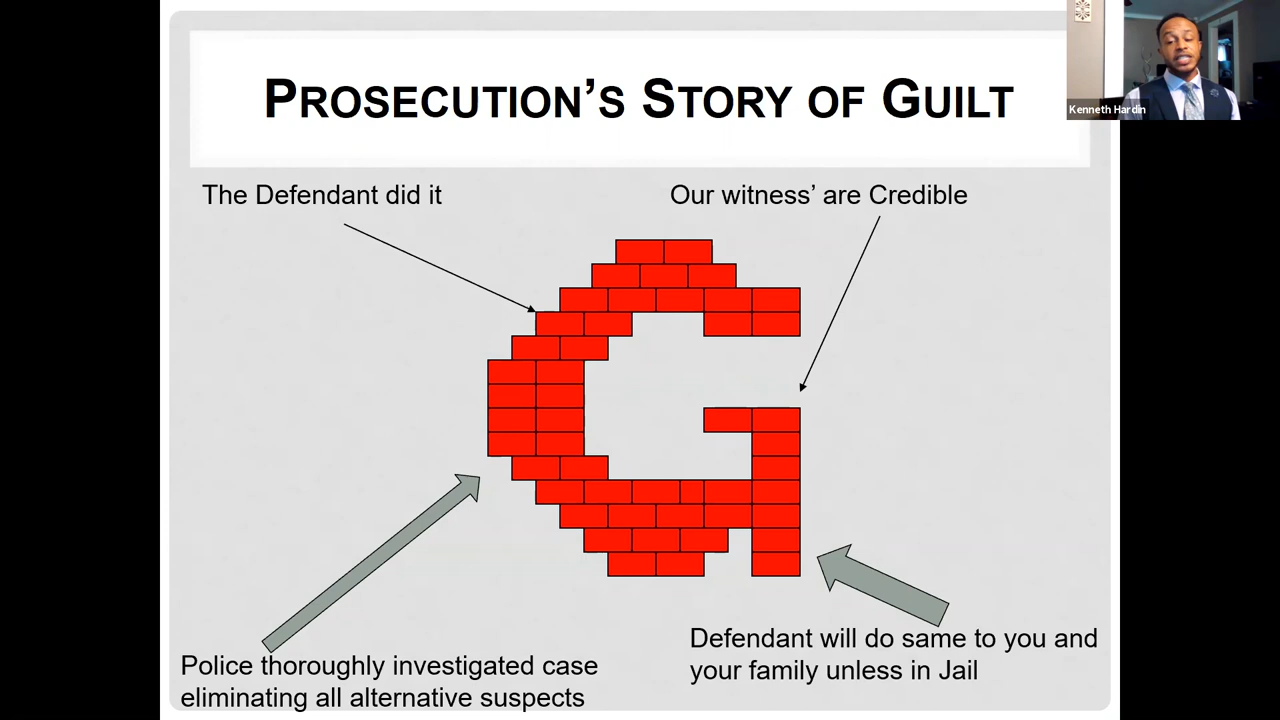 PROSECUTION’S STORY OF GUILT
Kenneth Hardin
The Defendant did it
Our witness’ are Credible
Police thoroughly investigated case
eliminating all alternative suspects
Defendant will do same to you and
your family unless in Jail